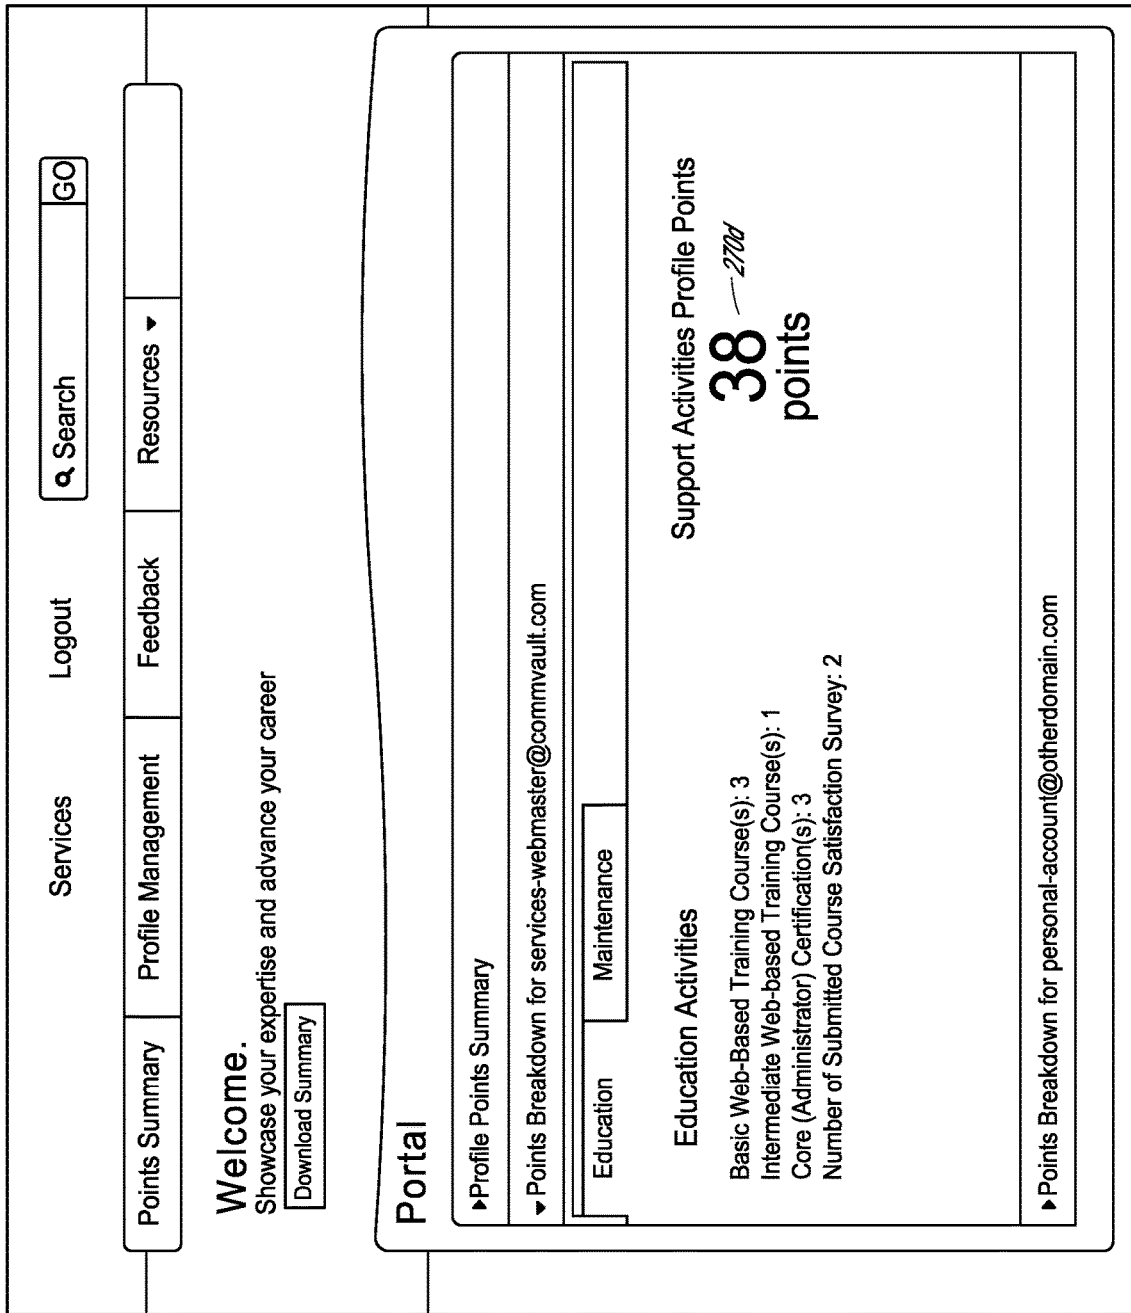 Services Logout Search GO
Points Summary Profile Management Feedback Resources
Welcome.
Showcase your expertise and advance your career
Download Summary
Portal
Profile Points Summary
Points Breakdown for services-webmaster@commvault.com
Education Maintenance
Education Activities
Basic Web-Based Training Course(s): 3
Intermediate Web-based Training Course(s): 1
Core (Administrator) Certification(s): 3
Number of Submitted Course Satisfaction Survey: 2
Support Activities Profile Points
38
points
270d
Points Breakdown for personal-account@otherdomain.com